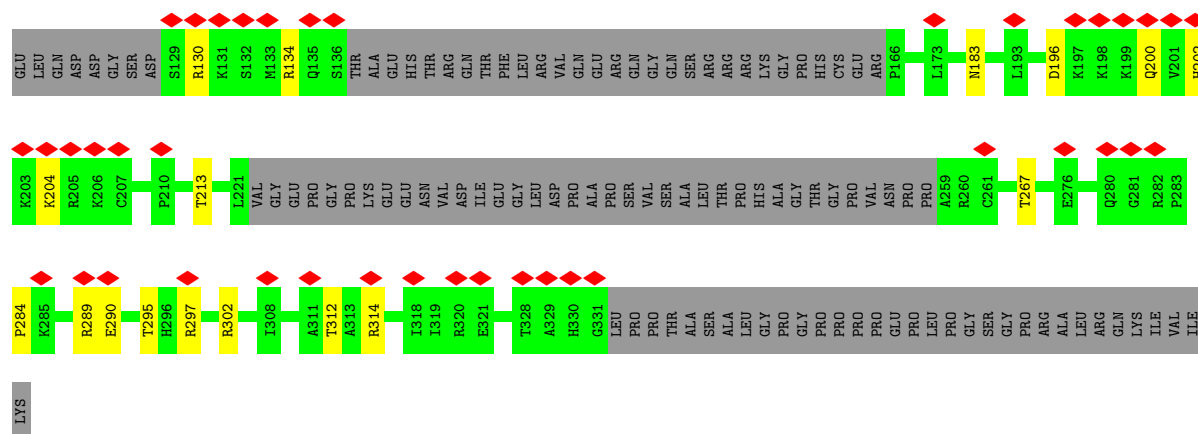 GLU LEU GLN ASP ASP GLY SER ASP S129 R130 K131 S132 M133 R134 Q135 S136 THR ALA GLU HIS THR ARG GLN THR PHE LEU ARG VAL GLN GLU ARG GLN GLY GLN SER ARG ARG ARG LYS GLY PRO HIS CYS GLU ARG P166 L173 N183 L193 D196 K197 K198 K199 Q200 V201 H202
K203 K204 R205 K206 C207 P210 T213 L221 VAL GLY GLU PRO GLY PRO LYS GLU GLU ASN VAL ASP ILE GLU GLY LEU ASP PRO ALA PRO SER VAL SER ALA LEU THR PRO HIS ALA GLY THR GLY PRO VAL ASN PRO PRO A259 R260 C261 T267 E276 Q280 G281 R282 P283
P284 K285 R289 E290 T295 H296 R297 R302 I308 A311 T312 A313 R314 I318 I319 R320 E321 T328 A329 H330 G331 LEU PRO PRO THR ALA SER ALA LEU GLY PRO GLY PRO PRO PRO PRO GLU PRO LEU PRO GLY SER GLY PRO ARG ALA LEU ARG GLN LYS ILE VAL ILE
LYS